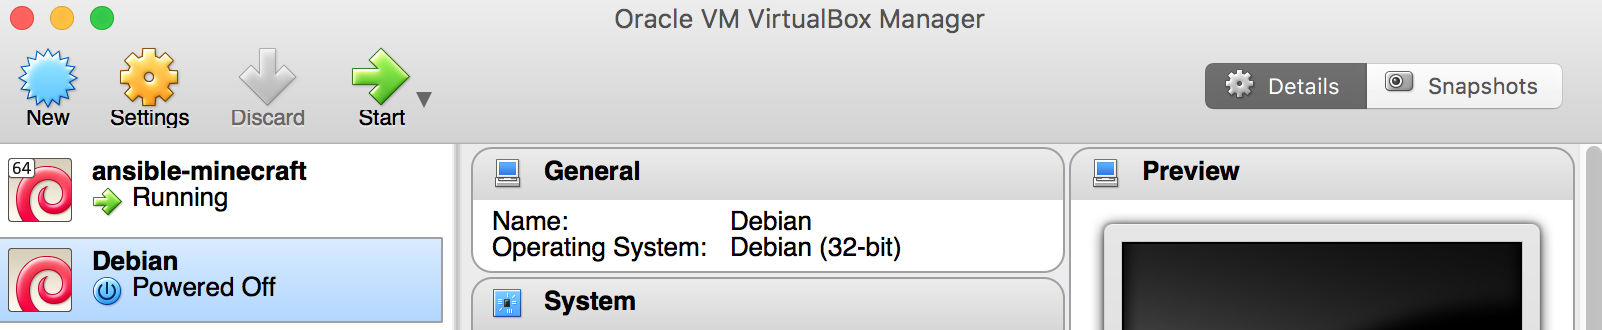 Oracle VM VirtualBox Manager
New
Settings
Discard
Start
Details
Snapshots
64
ansible-minecraft
Running
Debian
Powered Off
General
Name: Debian
Operating System: Debian (32-bit)
System
Preview